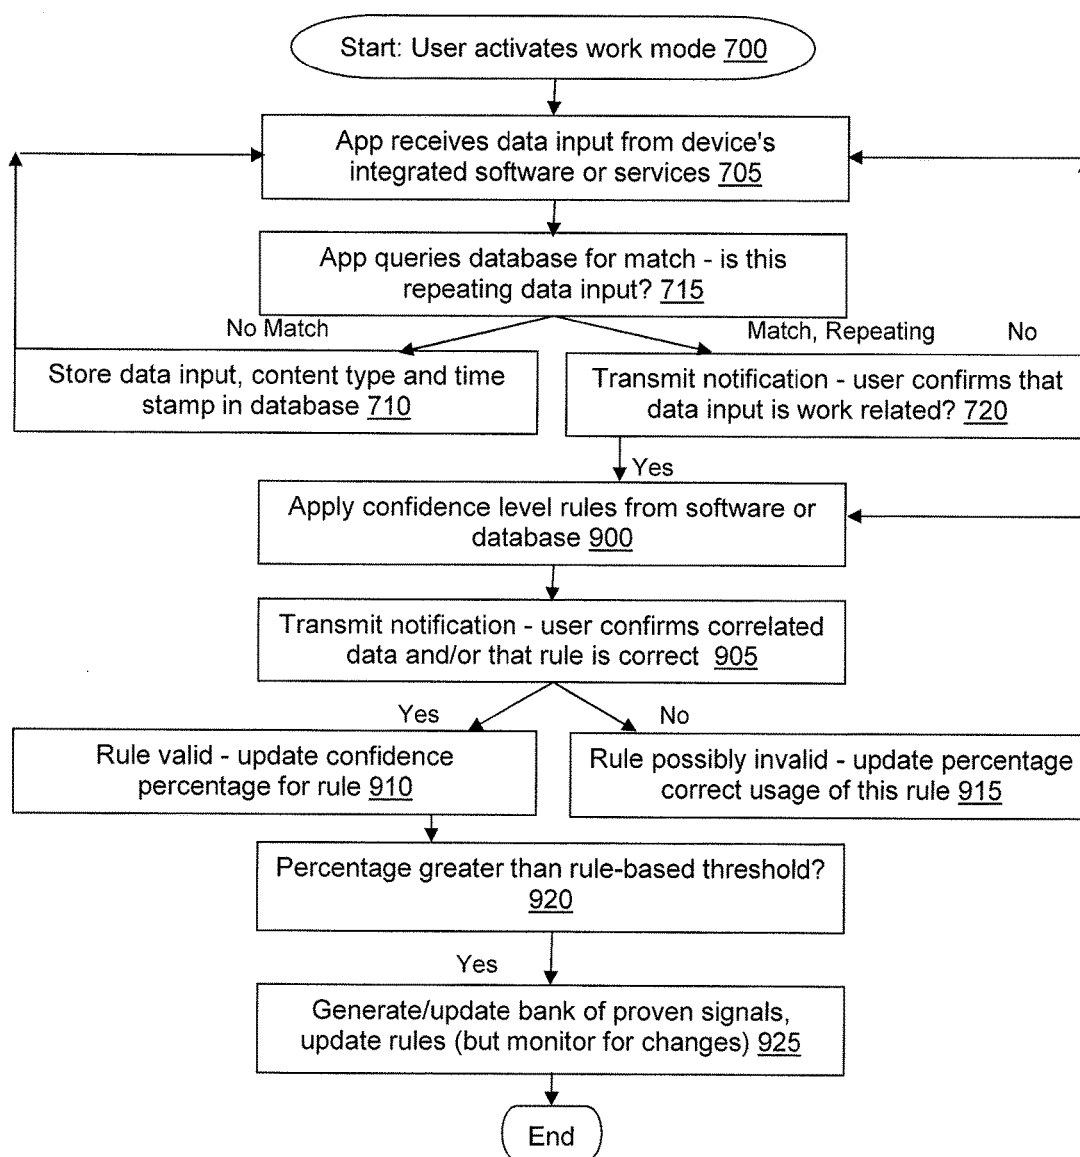 Start: User activates work mode 700
App receives data input from device's
integrated software or services 705
App queries database for match - is this
repeating data input? 715
No Match
Match, Repeating
No
Store data input, content type and time
stamp in database 710
Transmit notification - user confirms that
data input is work related? 720
Yes
Apply confidence level rules from software or
database 900
Transmit notification - user confirms correlated
data and/or that rule is correct 905
Yes
No
Rule valid - update confidence
percentage for rule 910
Rule possibly invalid - update percentage
correct usage of this rule 915
Percentage greater than rule-based threshold?
920
Yes
Generate/update bank of proven signals,
update rules (but monitor for changes) 925
End